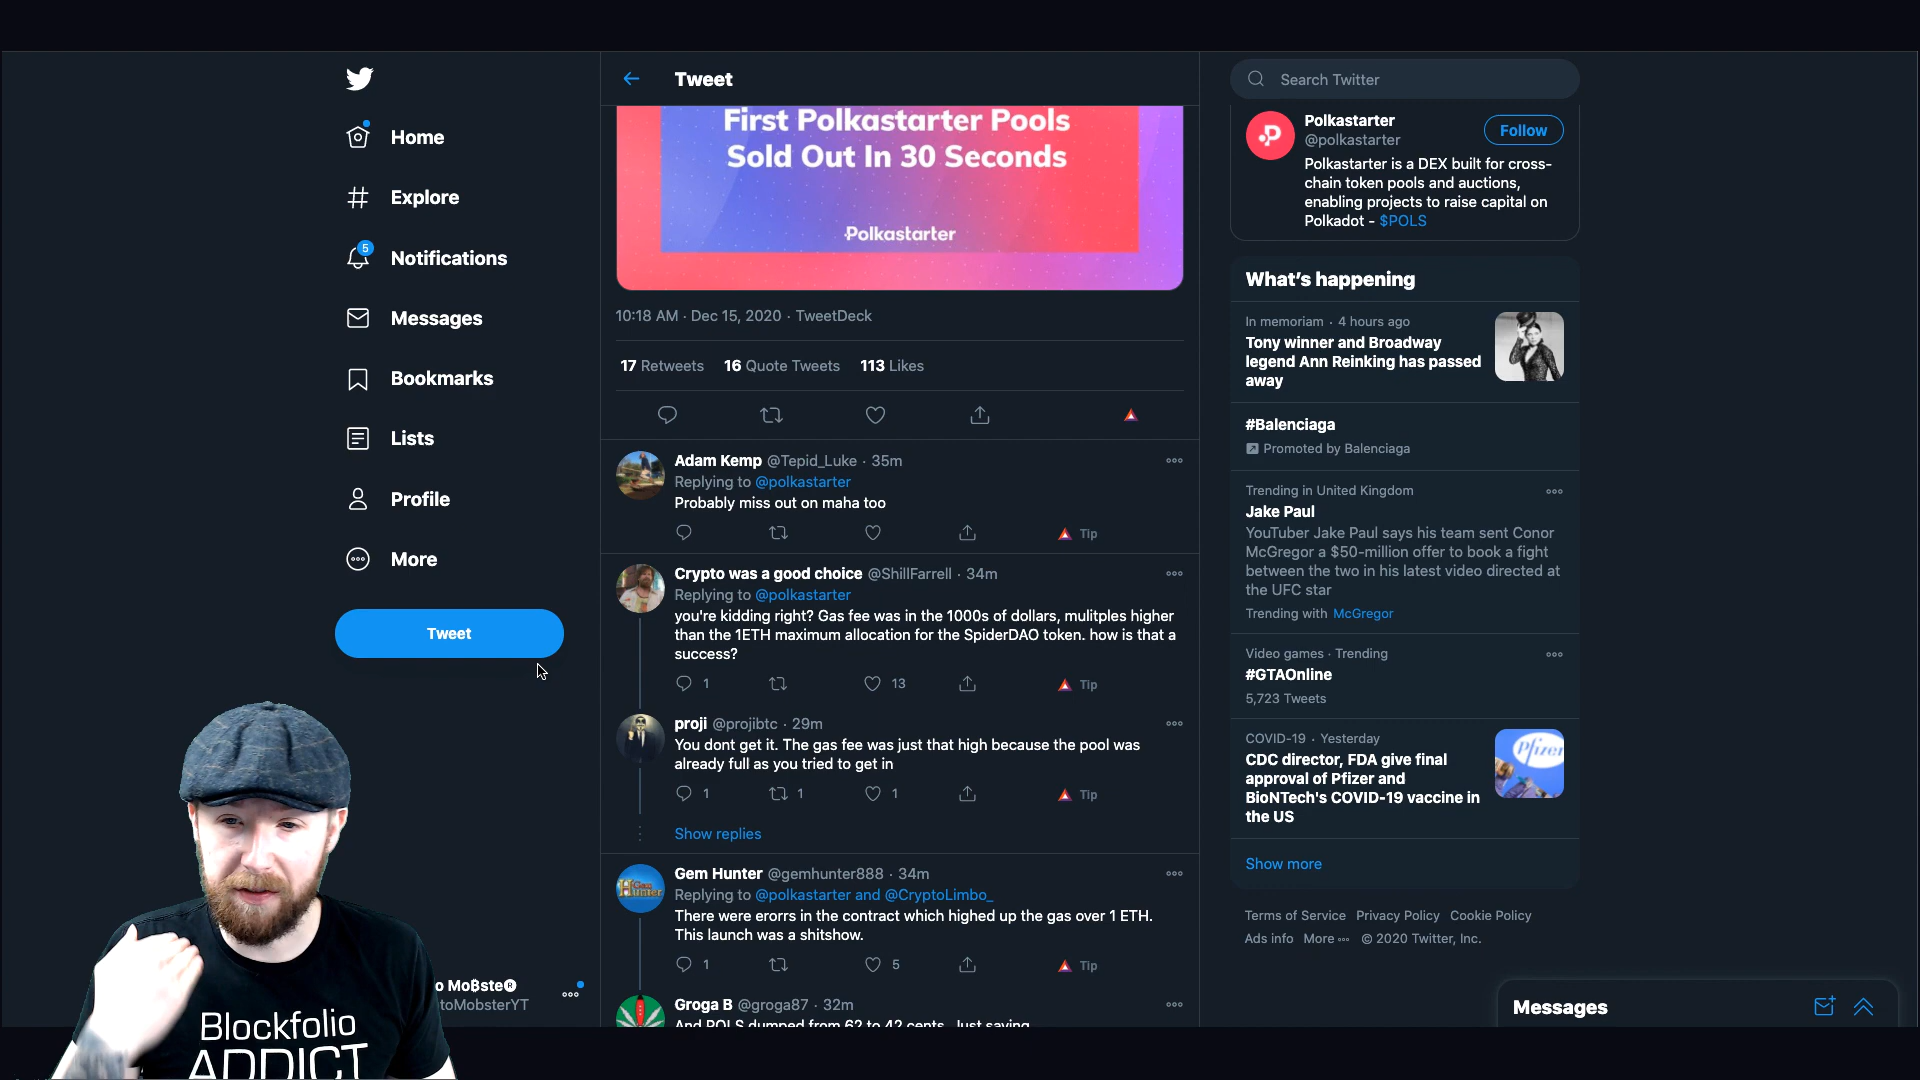 Home
Explore
5
Notifications
Messages
Bookmarks
Lists
Profile
More
Tweet
o Mo₿ste®
toMobsterYT
Blockfolio
ADDICT
Tweet
First Polkastarter Pools
Sold Out In 30 Seconds
Polkastarter
10:18 AM · Dec 15, 2020 · TweetDeck
17 Retweets 16 Quote Tweets 113 Likes
Adam Kemp @Tepid_Luke · 35m
Replying to @polkastarter
Probably miss out on maha too
Tip
Crypto was a good choice @ShillFarrell · 34m
Replying to @polkastarter
you're kidding right? Gas fee was in the 1000s of dollars, mulitples higher
than the 1ETH maximum allocation for the SpiderDAO token. how is that a
success?
1 13 Tip
proji @projibtc · 29m
You dont get it. The gas fee was just that high because the pool was
already full as you tried to get in
1 1 1 Tip
Show replies
Gem Hunter @gemhunter888 · 34m
Replying to @polkastarter and @CryptoLimbo_
There were erorrs in the contract which highed up the gas over 1 ETH.
This launch was a shitshow.
1 5 Tip
Groga B @groga87 · 32m
And POLS dumped from 62 to 42 cents. Just saying
Search Twitter
Polkastarter
@polkastarter
Follow
Polkastarter is a DEX built for cross-
chain token pools and auctions,
enabling projects to raise capital on
Polkadot - $POLS
What's happening
In memoriam · 4 hours ago
Tony winner and Broadway
legend Ann Reinking has passed
away
#Balenciaga
Promoted by Balenciaga
Trending in United Kingdom
Jake Paul
YouTuber Jake Paul says his team sent Conor
McGregor a $50-million offer to book a fight
between the two in his latest video directed at
the UFC star
Trending with McGregor
Video games · Trending
#GTAOnline
5,723 Tweets
COVID-19 · Yesterday
CDC director, FDA give final
approval of Pfizer and
BioNTech's COVID-19 vaccine in
the US
Pfizer
Show more
Terms of Service Privacy Policy Cookie Policy
Ads info More © 2020 Twitter, Inc.
Messages